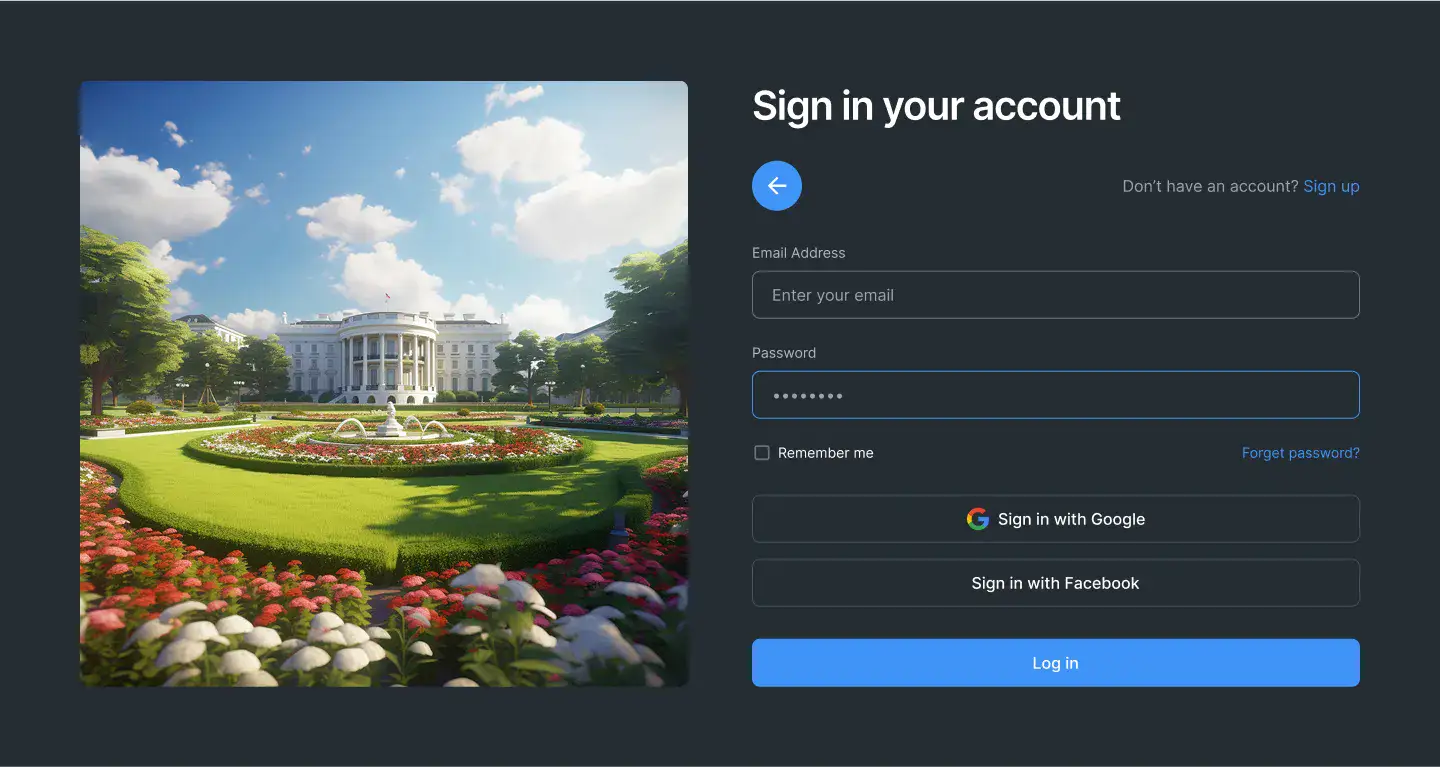 Sign in your account
Don’t have an account? Sign up
Email Address
Enter your email
Password
Remember me
Forget password?
Sign in with Google
Sign in with Facebook
Log in